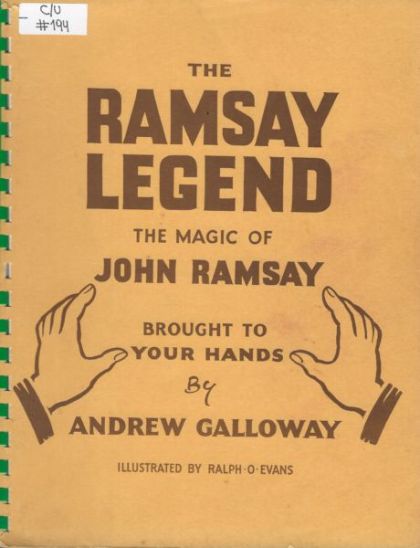 C/U
#194
THE
RAMSAY
LEGEND
THE MAGIC OF
JOHN RAMSAY
BROUGHT TO
YOUR HANDS
By
ANDREW GALLOWAY
ILLUSTRATED BY RALPH·O·EVANS